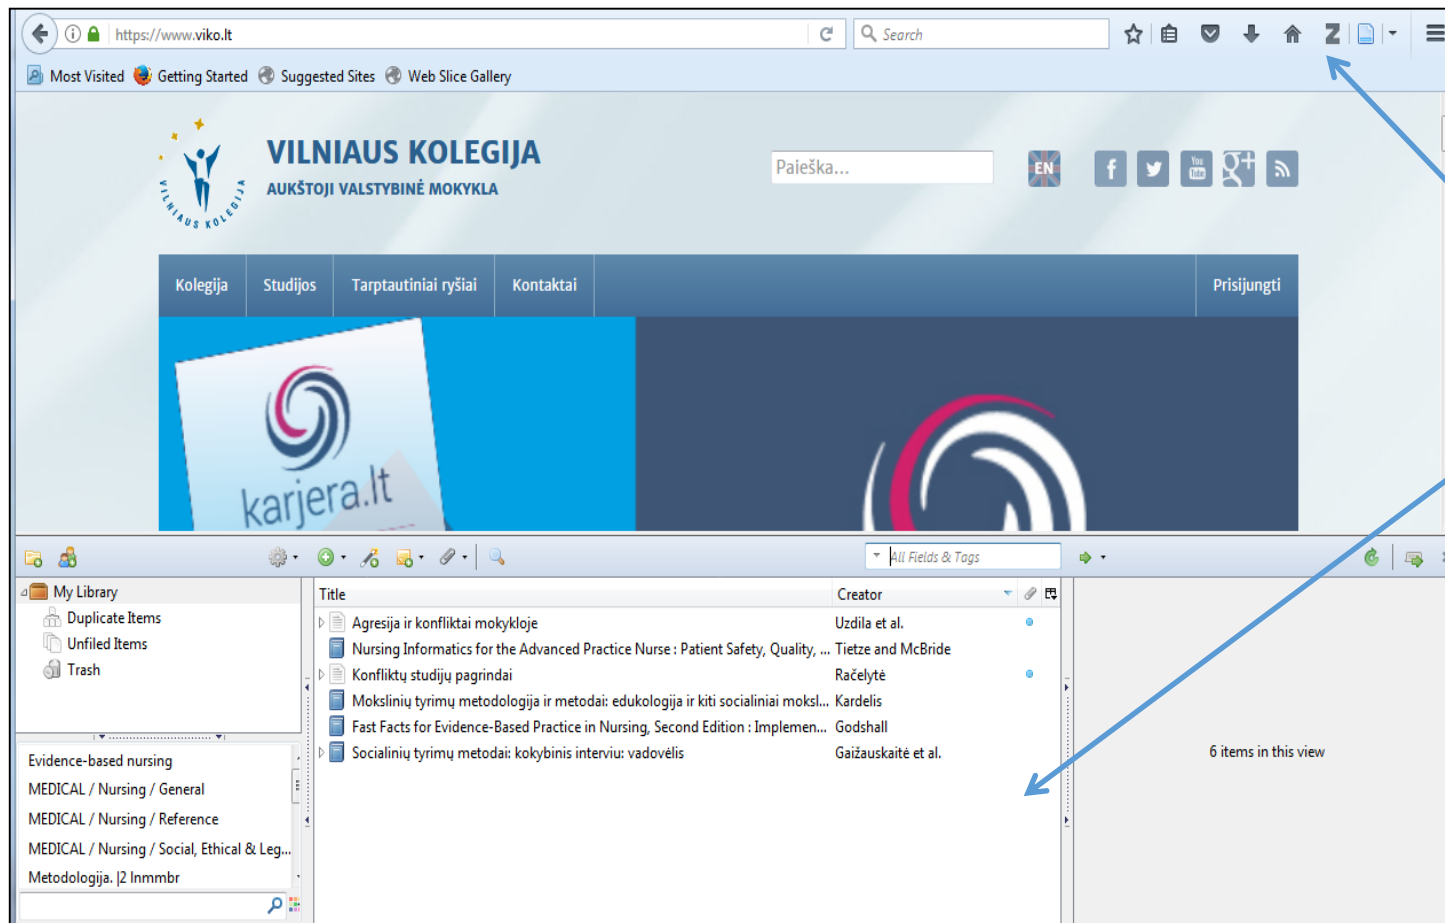 https://www.viko.lt
Search
Z
Most Visited Getting Started Suggested Sites Web Slice Gallery
VILNIAUS KOLEGIJA
VILNIAUS KOLEGIJA
AUKŠTOJI VALSTYBINĖ MOKYKLA
Paieška...
EN
f You Tube g+
Kolegija Studijos Tarptautiniai ryšiai Kontaktai Prisijungti
karjera.lt
All Fields & Tags
My Library
Duplicate Items
Unfiled Items
Trash
Title Creator
Agresija ir konfliktai mokykloje Uzdila et al.
Nursing Informatics for the Advanced Practice Nurse : Patient Safety, Quality, ... Tietze and McBride
Konfliktų studijų pagrindai Račelytė
Mokslinių tyrimų metodologija ir metodai: edukologija ir kiti socialiniai moksl... Kardelis
Fast Facts for Evidence-Based Practice in Nursing, Second Edition : Implemen... Godshall
Socialinių tyrimų metodai: kokybinis interviu: vadovėlis Gaižauskaitė et al.
6 items in this view
Evidence-based nursing
MEDICAL / Nursing / General
MEDICAL / Nursing / Reference
MEDICAL / Nursing / Social, Ethical & Leg...
Metodologija. |2 lnmmbr